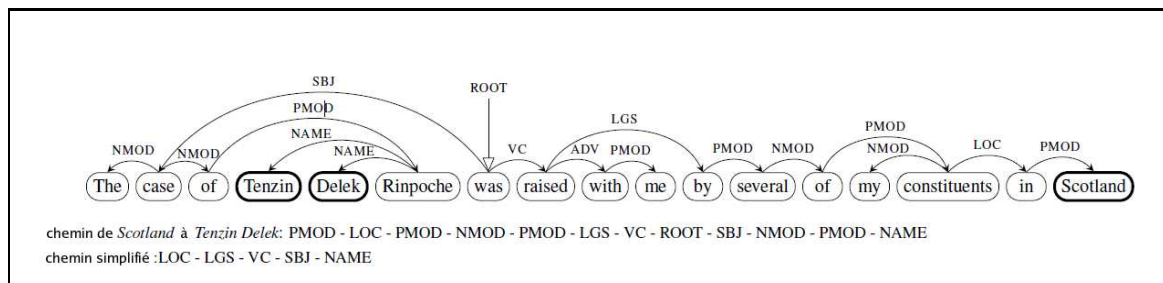 SBJ
ROOT
PMOD
LGS
NAME
PMOD
NMOD NMOD NAME VC ADV PMOD PMOD NMOD NMOD LOC PMOD
The case of Tenzin Delek Rinpoche was raised with me by several of my constituents in Scotland
chemin de Scotland à Tenzin Delek: PMOD - LOC - PMOD - NMOD - PMOD - LGS - VC - ROOT - SBJ - NMOD - PMOD - NAME
chemin simplifié :LOC - LGS - VC - SBJ - NAME